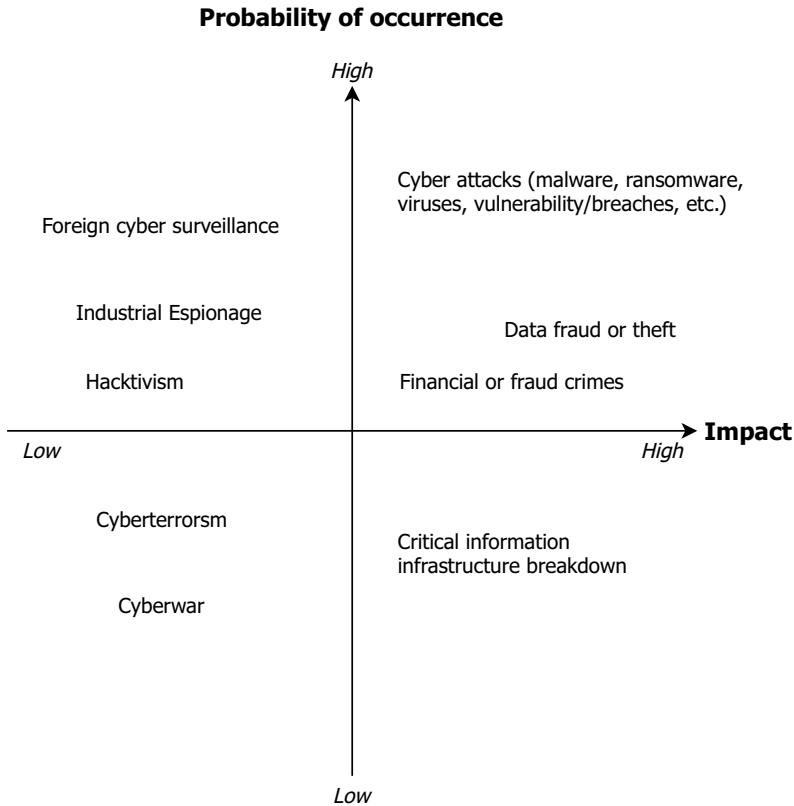 Probability of occurrence
High
Cyber attacks (malware, ransomware,
viruses, vulnerability/breaches, etc.)
Foreign cyber surveillance
Industrial Espionage
Data fraud or theft
Hacktivism
Financial or fraud crimes
Impact
Low
High
Cyberterrorsm
Critical information
infrastructure breakdown
Cyberwar
Low